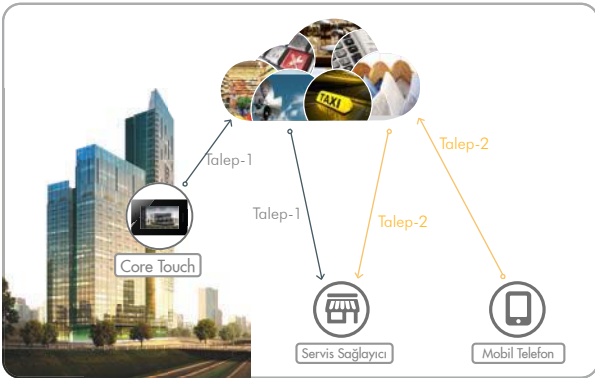 TAXI
Talep-1
Talep-2
Talep-1
Talep-2
Core Touch
Servis Sağlayıcı
Mobil Telefon